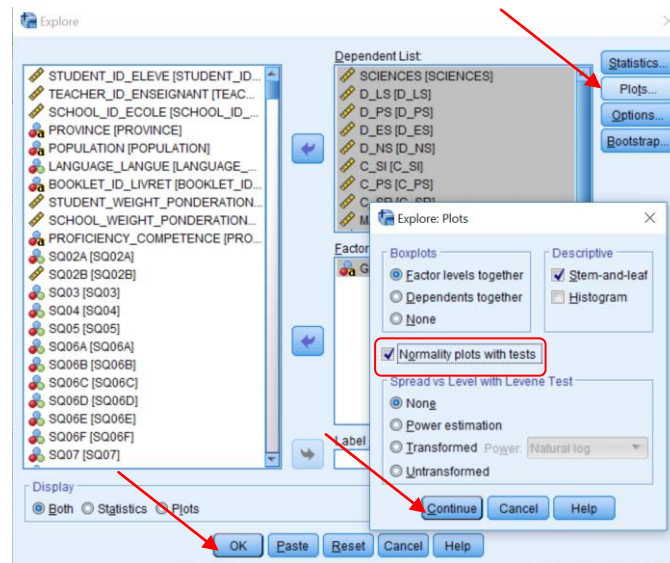 Explore
STUDENT_ID_ELEVE [STUDENT_ID...
TEACHER_ID_ENSEIGNANT [TEAC...
SCHOOL_ID_ECOLE [SCHOOL_ID_...
PROVINCE [PROVINCE]
POPULATION [POPULATION]
LANGUAGE_LANGUE [LANGUAGE_...
BOOKLET_ID_LIVRET [BOOKLET_ID...
STUDENT_WEIGHT_PONDERATION...
SCHOOL_WEIGHT_PONDERATION...
PROFICIENCY_COMPETENCE [PRO...
SQ02A [SQ02A]
SQ02B [SQ02B]
SQ03 [SQ03]
SQ04 [SQ04]
SQ05 [SQ05]
SQ06A [SQ06A]
SQ06B [SQ06B]
SQ06C [SQ06C]
SQ06D [SQ06D]
SQ06E [SQ06E]
SQ06F [SQ06F]
SQ07 [SQ07]
Dependent List:
SCIENCES [SCIENCES]
D_LS [D_LS]
D_PS [D_PS]
D_ES [D_ES]
D_NS [D_NS]
C_SI [C_SI]
C_PS [C_PS]
Factor
G
Label
Statistics...
Plots...
Options...
Bootstrap...
Explore: Plots
Boxplots
Factor levels together
Dependents together
None
Descriptive
Stem-and-leaf
Histogram
Normality plots with tests
Spread vs Level with Levene Test
None
Power estimation
Transformed Power: Natural log
Untransformed
Continue Cancel Help
Display
Both Statistics Plots
OK Paste Reset Cancel Help